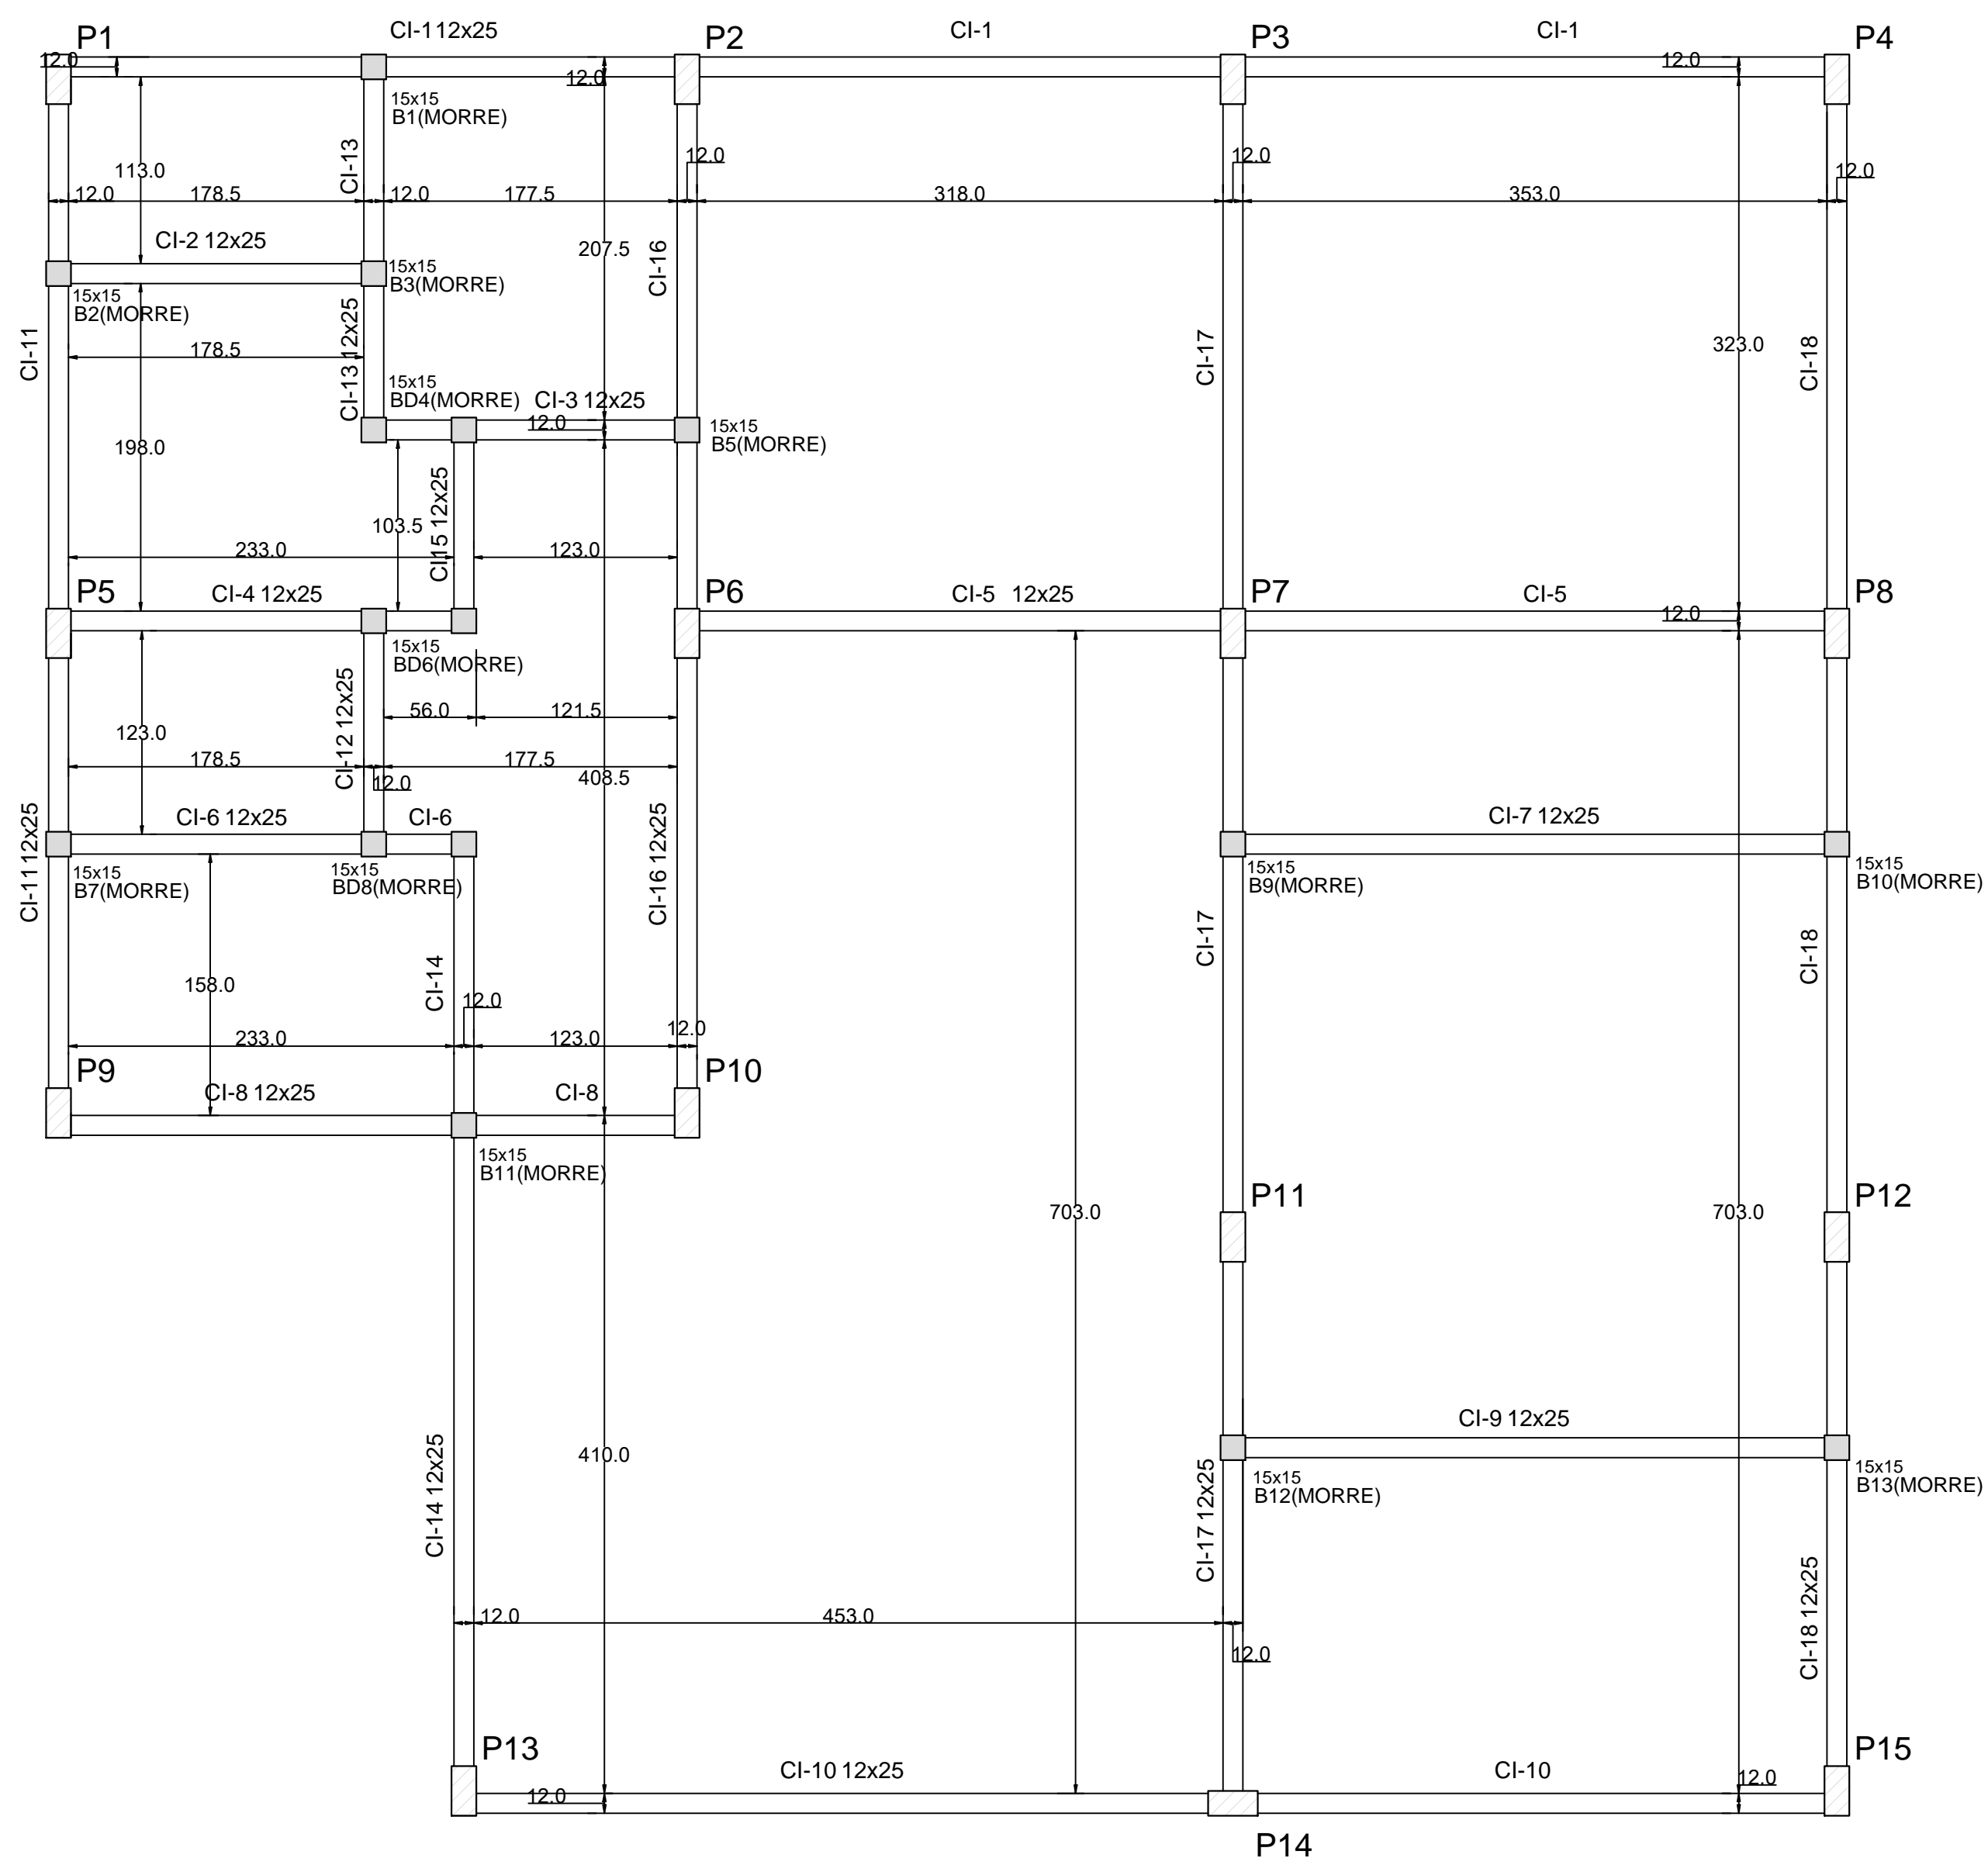 P1
CI-1 12x25
P2
CI-1
P3
CI-1
P4
12.0
12.0
12.0
15x15
B1(MORRE)
CI-13
113.0
12.0
178.5
12.0
177.5
12.0
318.0
12.0
353.0
12.0
CI-2 12x25
207.5
CI-16
15x15
B3(MORRE)
15x15
B2(MORRE)
CI-11
178.5
CI-13 12x25
CI-17
323.0
CI-18
15x15
BD4(MORRE)
CI-3 12x25
12.0
15x15
B5(MORRE)
198.0
103.5
CI15 12x25
233.0
123.0
P5
CI-4 12x25
P6
CI-5 12x25
P7
CI-5
12.0
P8
15x15
BD6(MORRE)
56.0
121.5
123.0
CI-12 12x25
178.5
177.5
12.0
408.5
CI-11 12x25
CI-6 12x25
CI-6
CI-16 12x25
CI-7 12x25
15x15
B7(MORRE)
15x15
BD8(MORRE)
15x15
B9(MORRE)
15x15
B10(MORRE)
CI-17
CI-18
158.0
CI-14
12.0
233.0
123.0
12.0
P9
CI-8 12x25
CI-8
P10
15x15
B11(MORRE)
P11
P12
703.0
703.0
CI-14 12x25
410.0
CI-9 12x25
15x15
B12(MORRE)
15x15
B13(MORRE)
CI-17 12x25
CI-18 12x25
12.0
453.0
12.0
P13
CI-10 12x25
12.0
CI-10
12.0
P15
P14